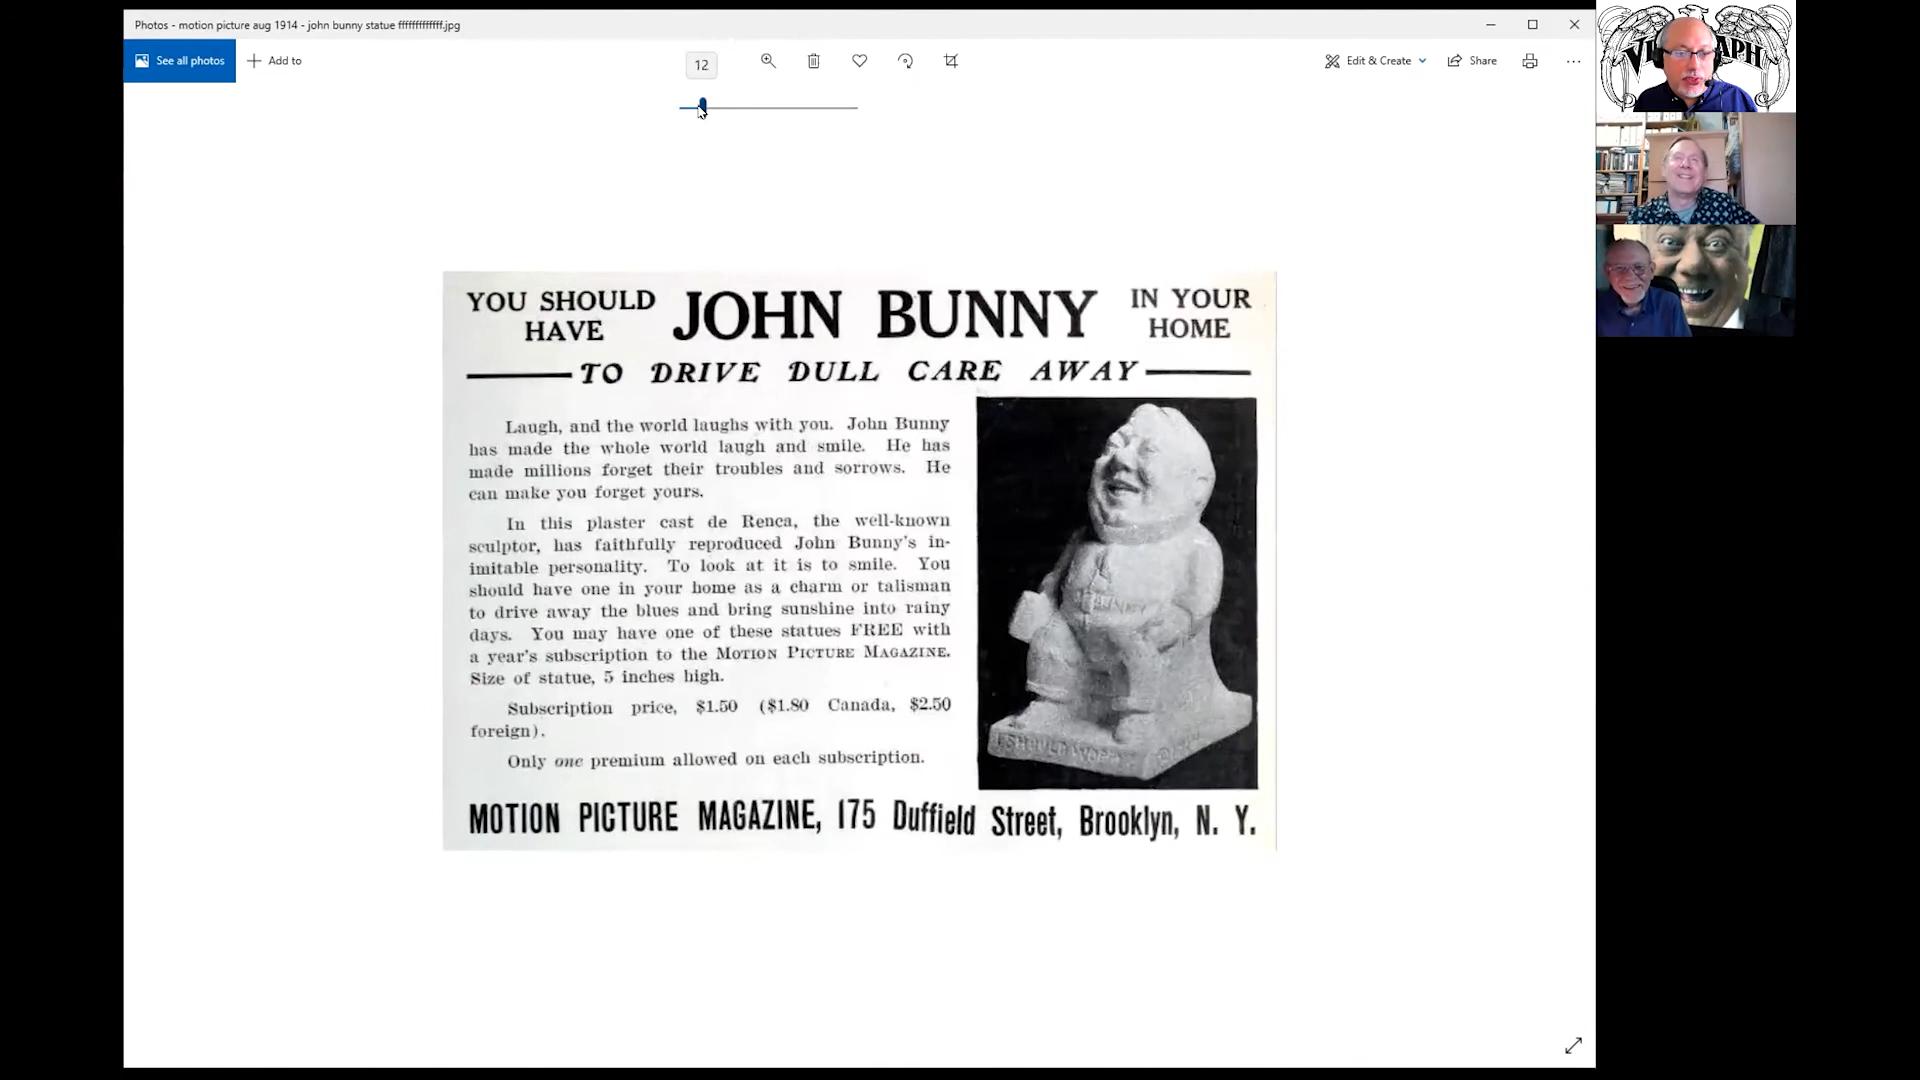 Photos - motion picture aug 1914 - john bunny statue fffffffffffff.jpg
See all photos
Add to
12
Edit & Create
Share
YOU SHOULD HAVE JOHN BUNNY IN YOUR HOME
TO DRIVE DULL CARE AWAY
Laugh, and the world laughs with you. John Bunny
has made the whole world laugh and smile. He has
made millions forget their troubles and sorrows. He
can make you forget yours.
In this plaster cast de Renca, the well-known
sculptor, has faithfully reproduced John Bunny's in-
imitable personality. To look at it is to smile. You
should have one in your home as a charm or talisman
to drive away the blues and bring sunshine into rainy
days. You may have one of these statues FREE with
a year's subscription to the MOTION PICTURE MAGAZINE.
Size of statue, 5 inches high.
Subscription price, $1.50 ($1.80 Canada, $2.50
foreign).
Only one premium allowed on each subscription.
I SHOULD WORRY
MOTION PICTURE MAGAZINE, 175 Duffield Street, Brooklyn, N. Y.